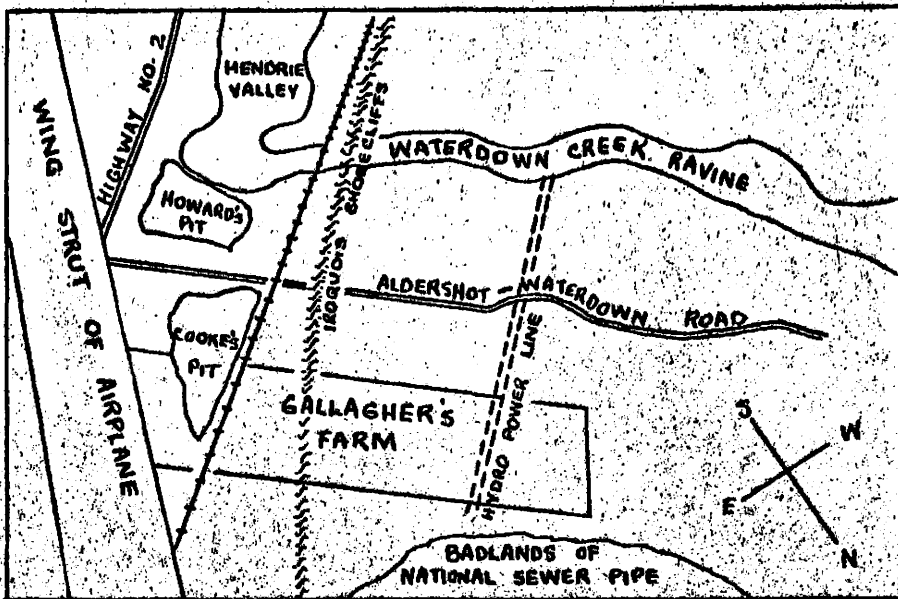 HIGHWAY NO. 2
HENDRIE
VALLEY
WING STRUT OF AIRPLANE
IROQUOIS SHORECLIFFS
WATERDOWN CREEK RAVINE
HOWARD'S
PIT
ALDERSHOT - WATERDOWN ROAD
COOKE'S
PIT
HYDRO POWER LINE
GALLAGHER'S
FARM
S
W
E
N
BADLANDS OF
NATIONAL SEWER PIPE